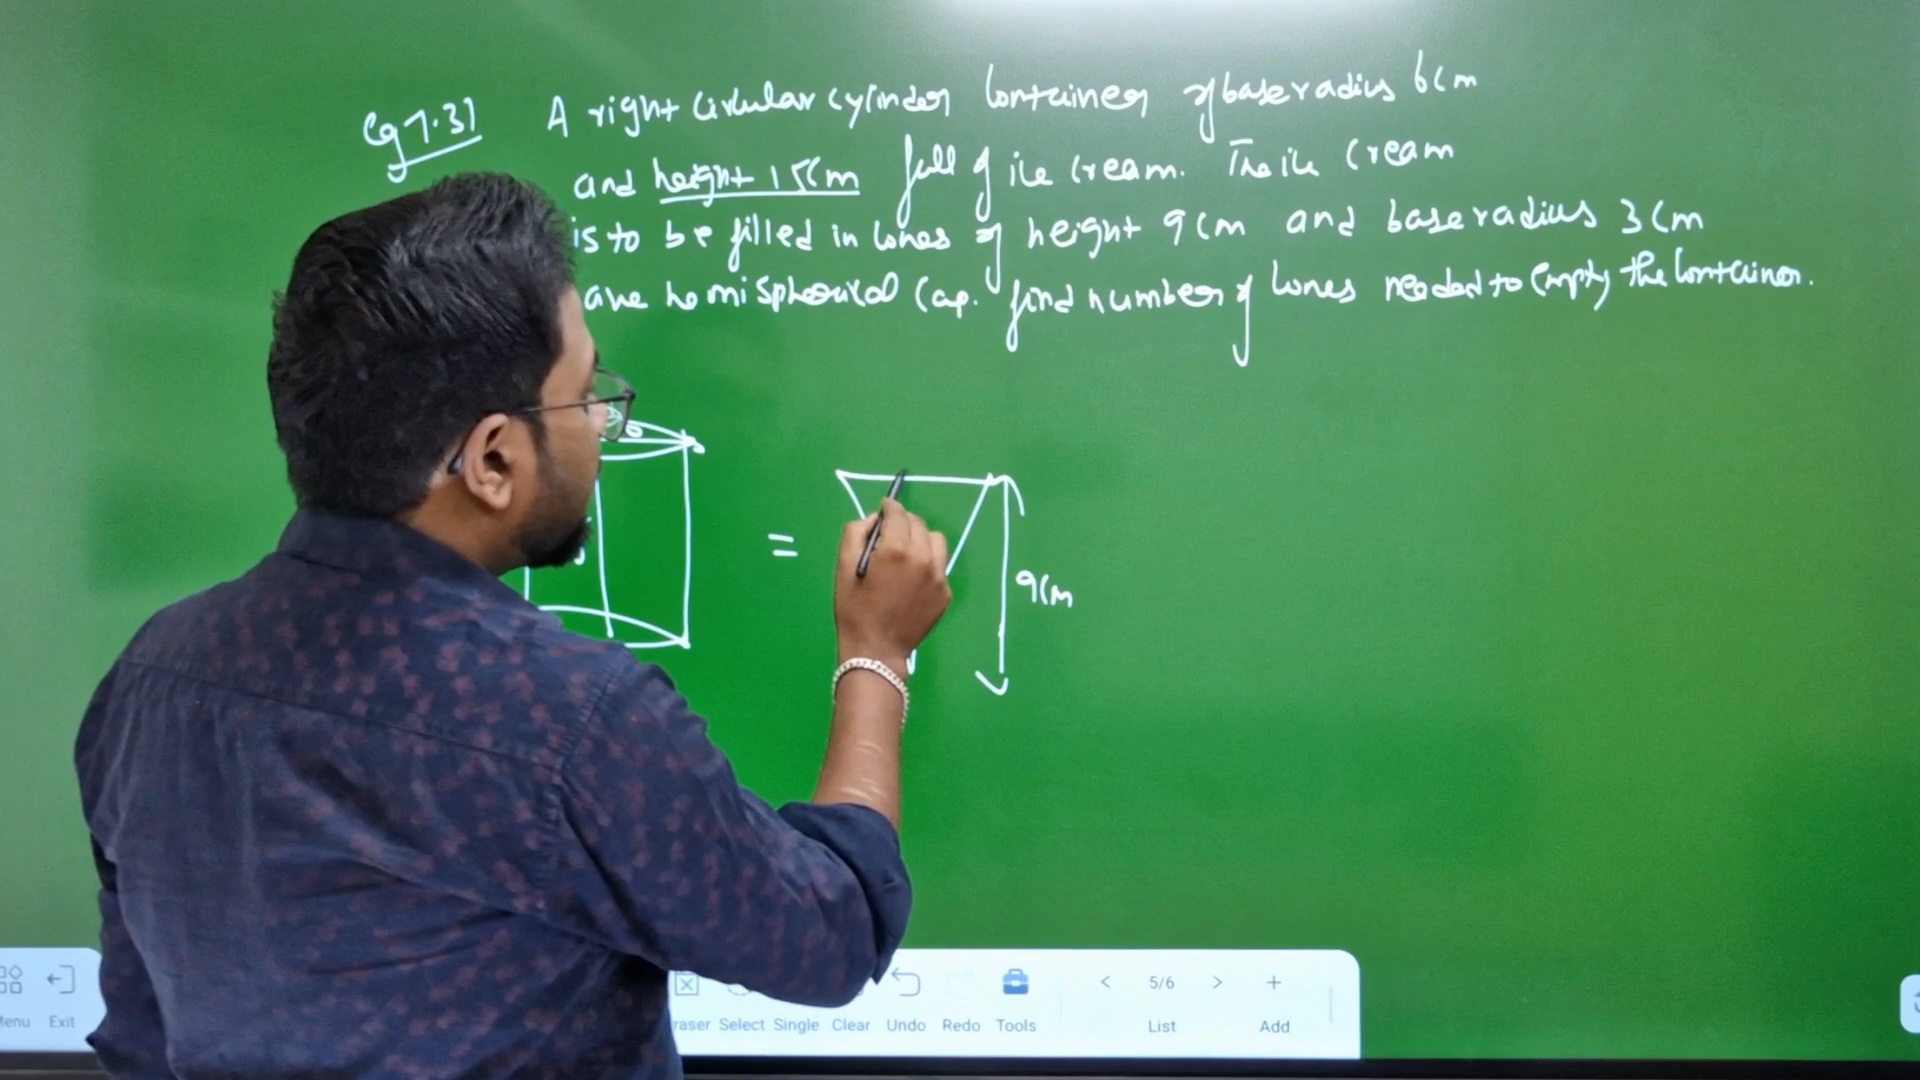 Eg 7.31 A right circular cylinder container of base radius 6cm
and height 15cm full of ice cream. The ice cream
is to be filled in cones of height 9cm and base radius 3cm
ave hemispherical cap. find number of cones needed to empty the container.
= 9cm
Menu Exit raser Select Single Clear Undo Redo Tools < 5/6 > List + Add